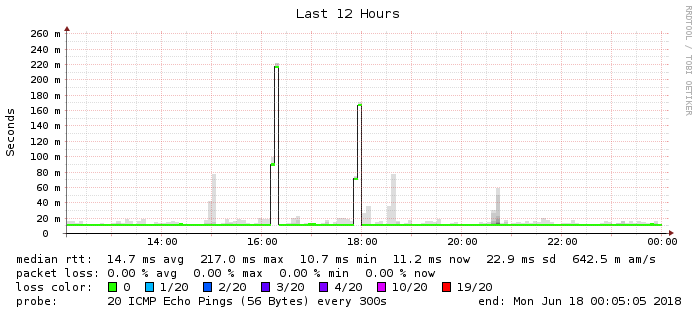 Last 12 Hours
RRDTOOL / TOBI OETIKER
Seconds
260 m
240 m
220 m
200 m
180 m
160 m
140 m
120 m
100 m
80 m
60 m
40 m
20 m
0
14:00 16:00 18:00 20:00 22:00 00:00
median rtt: 14.7 ms avg 217.0 ms max 10.7 ms min 11.2 ms now 22.9 ms sd 642.5 m am/s
packet loss: 0.00 % avg 0.00 % max 0.00 % min 0.00 % now
loss color: 0 1/20 2/20 3/20 4/20 10/20 19/20
probe: 20 ICMP Echo Pings (56 Bytes) every 300s end: Mon Jun 18 00:05:05 2018